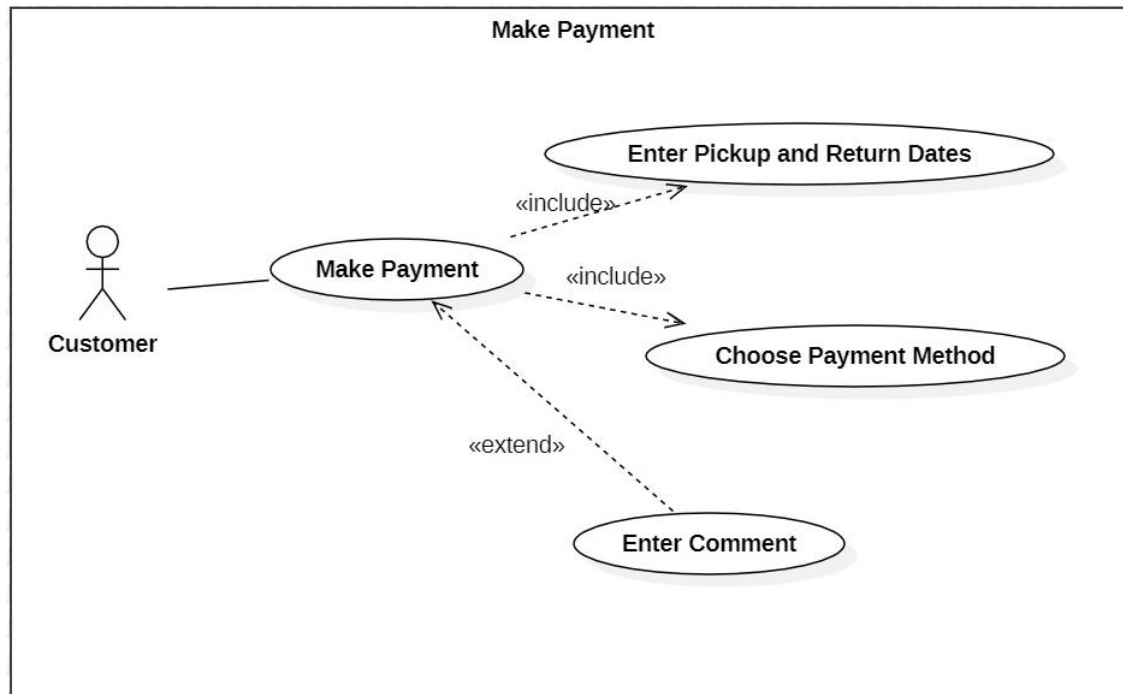 Make Payment
Enter Pickup and Return Dates
«include»
Make Payment
«include»
Customer
Choose Payment Method
«extend»
Enter Comment